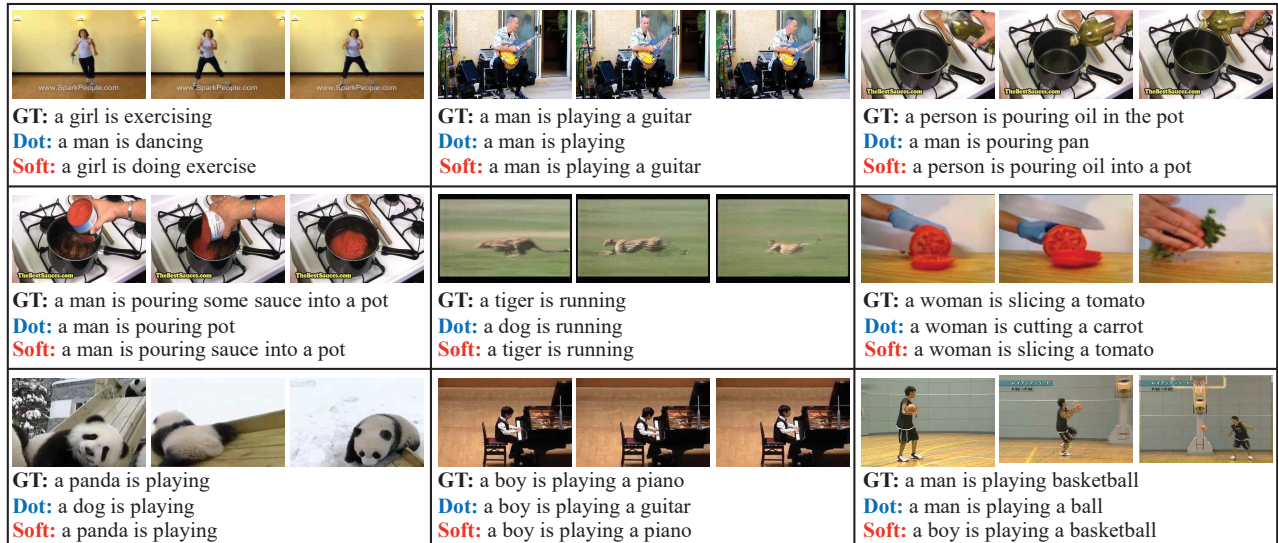 www.SparkPeople.com
www.SparkPeople.com
www.SparkPeople.com
GT: a girl is exercising
Dot: a man is dancing
Soft: a girl is doing exercise
GT: a man is playing a guitar
Dot: a man is playing
Soft: a man is playing a guitar
TheBestSauces.com
TheBestSauces.com
TheBestSauces.com
GT: a person is pouring oil in the pot
Dot: a man is pouring pan
Soft: a person is pouring oil into a pot
TheBestSauces.com
TheBestSauces.com
TheBestSauces.com
GT: a man is pouring some sauce into a pot
Dot: a man is pouring pot
Soft: a man is pouring sauce into a pot
GT: a tiger is running
Dot: a dog is running
Soft: a tiger is running
GT: a woman is slicing a tomato
Dot: a woman is cutting a carrot
Soft: a woman is slicing a tomato
GT: a panda is playing
Dot: a dog is playing
Soft: a panda is playing
GT: a boy is playing a piano
Dot: a boy is playing a guitar
Soft: a boy is playing a piano
GT: a man is playing basketball
Dot: a man is playing a ball
Soft: a boy is playing a basketball